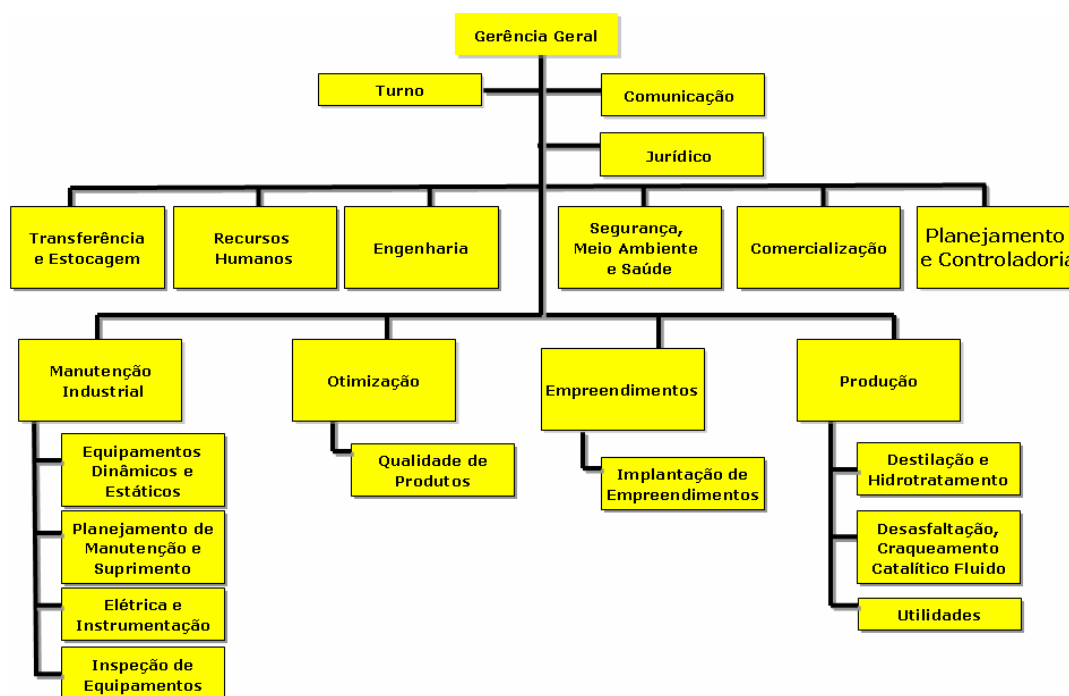 Gerência Geral
Turno
Comunicação
Jurídico
Transferência
e Estocagem
Recursos
Humanos
Engenharia
Segurança,
Meio Ambiente
e Saúde
Comercialização
Planejamento
e Controladoria
Manutenção
Industrial
Otimização
Empreendimentos
Produção
Equipamentos
Dinâmicos e
Estáticos
Planejamento de
Manutenção e
Suprimento
Elétrica e
Instrumentação
Inspeção de
Equipamentos
Qualidade de
Produtos
Implantação de
Empreendimentos
Destilação e
Hidrotratamento
Desasfaltação,
Craqueamento
Catalítico Fluido
Utilidades